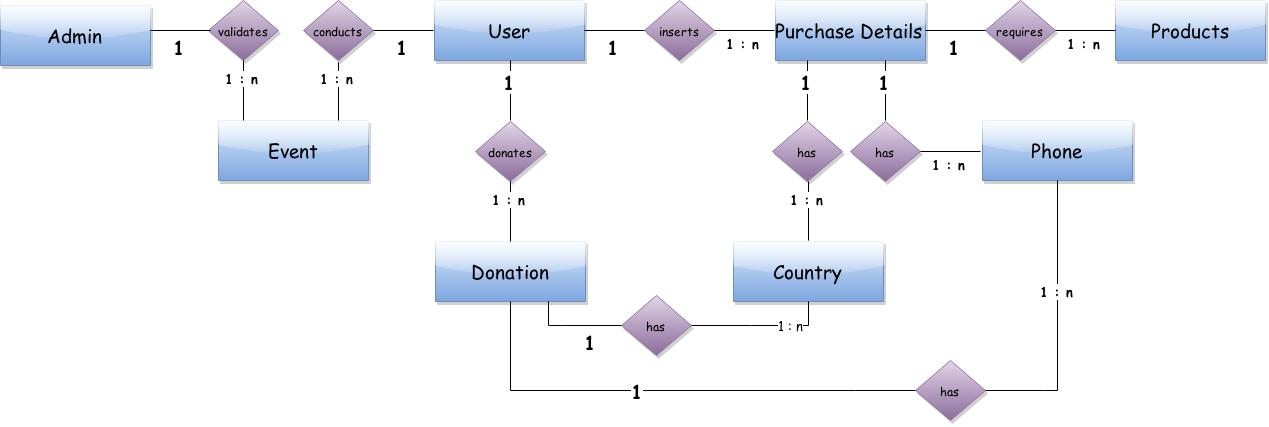 Admin
validates
conducts
User
inserts
Purchase Details
requires
Products
1
1
1
1 : n
1
1 : n
1 : n
1 : n
1
1
1
Event
donates
has
has
1 : n
Phone
1 : n
1 : n
Donation
Country
1 : n
has
1
1 : n
1
has